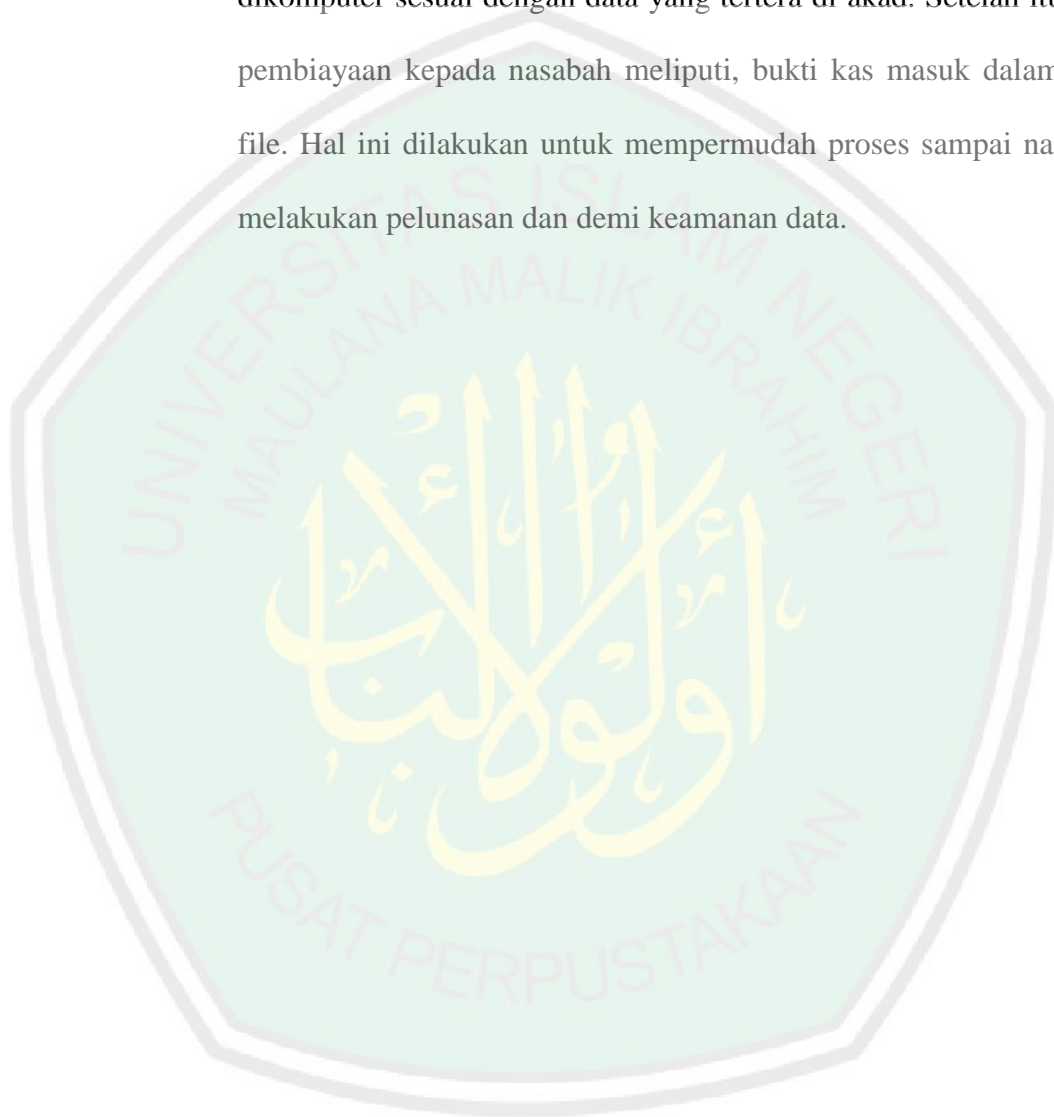 dikomputer sesuai dengan data yang tertera di akad. Setelah itu
pembiayaan kepada nasabah meliputi, bukti kas masuk dalam
file. Hal ini dilakukan untuk mempermudah proses sampai na
melakukan pelunasan dan demi keamanan data.
UNIVERSITAS ISLAM NEGERI
MAULANA MALIK IBRAHIM
أولوا الألباب
PUSAT PERPUSTAKAAN